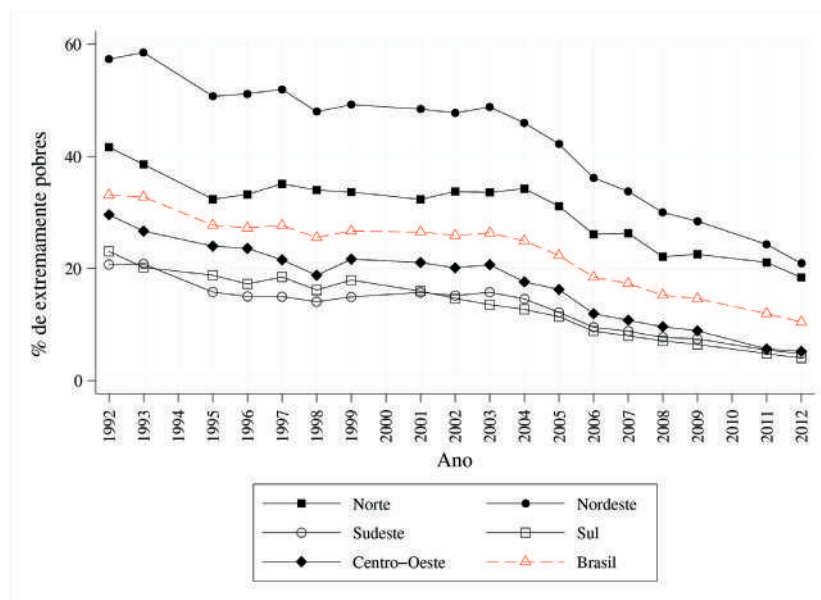 % de extremamente pobres
60
40
20
0
1992 1993 1994 1995 1996 1997 1998 1999 2000 2001 2002 2003 2004 2005 2006 2007 2008 2009 2010 2011 2012
Ano
Norte Nordeste
Sudeste Sul
Centro-Oeste Brasil